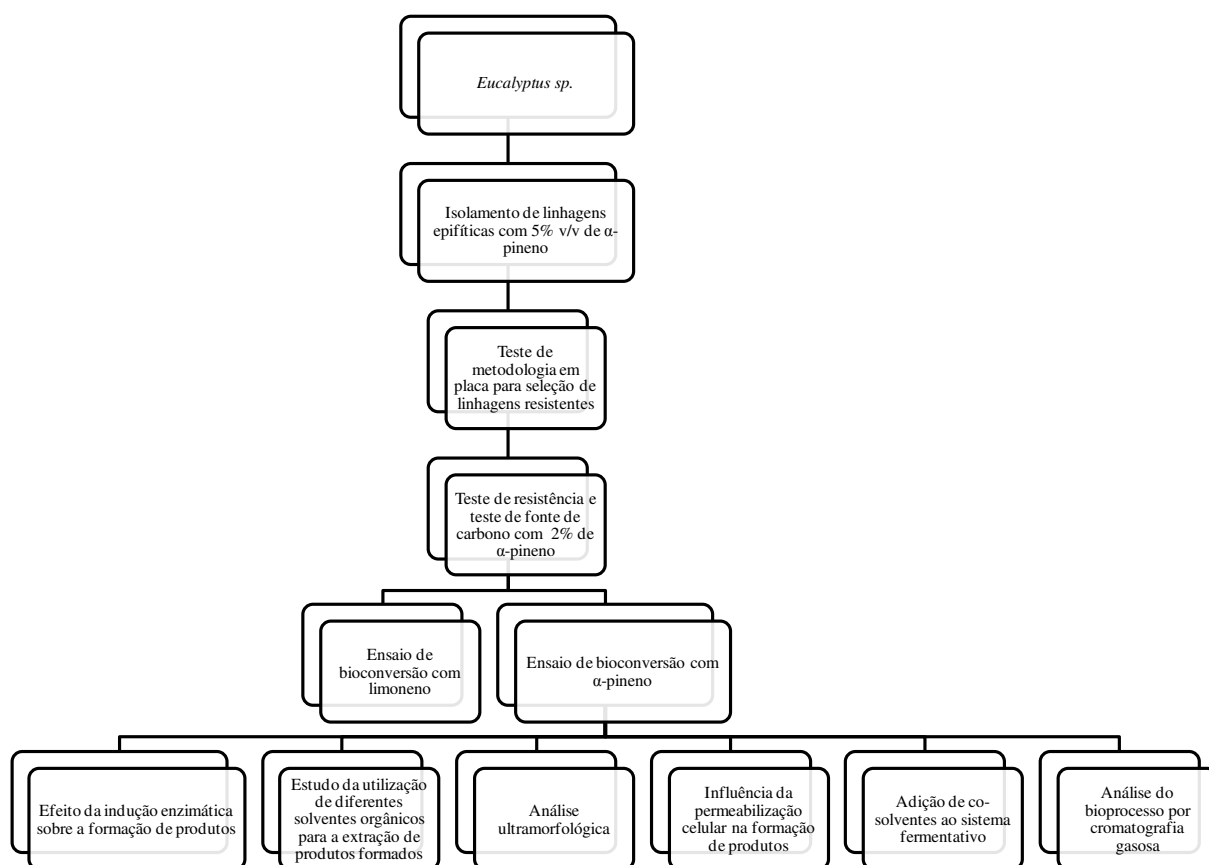 Eucalyptus sp.
Isolamento de linhagens
epifíticas com 5% v/v de α-
pineno
Teste de
metodologia em
placa para seleção de
linhagens resistentes
Teste de resistência e
teste de fonte de
carbono com 2% de
α-pineno
Ensaio de
bioconversão com
limoneno
Ensaio de bioconversão com
α-pineno
Efeito da indução enzimática
sobre a formação de produtos
Estudo da utilização
de diferentes
solventes orgânicos
para a extração de
produtos formados
Análise
ultramorfológica
Influência da
permeabilização
celular na formação
de produtos
Adição de co-
solventes ao sistema
fermentativo
Análise do
bioprocesso por
cromatografia
gasosa